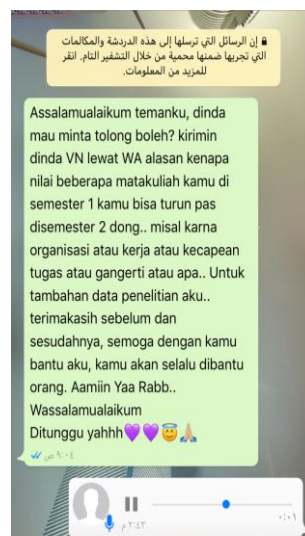 إن الرسائل التي ترسلها إلى هذه الدردشة والمكالمات
التي تجريها ضمنها محمية من خلال التشفير التام. انقر
للمزيد من المعلومات.
Assalamualaikum temanku, dinda
mau minta tolong boleh? kirimin
dinda VN lewat WA alasan kenapa
nilai beberapa matakuliah kamu di
semester 1 kamu bisa turun pas
disemester 2 dong.. misal karna
organisasi atau kerja atau kecapean
tugas atau gangerti atau apa.. Untuk
tambahan data penelitian aku..
terimakasih sebelum dan
sesudahnya, semoga dengan kamu
bantu aku, kamu akan selalu dibantu
orang. Aamiin Yaa Rabb..
Wassalamualaikum
Ditunggu yahhh💜💜😇🙏
٩:٠٤ ص
٢:٤٣ م
٠:٠١